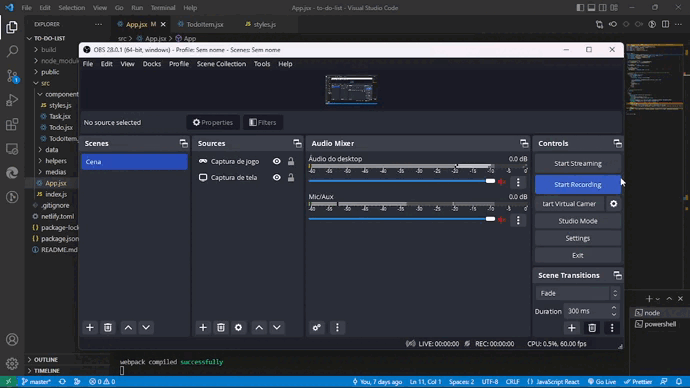 File Edit Selection View Go Run Terminal Help App.jsx - to-do-list - Visual Studio Code
EXPLORER
App.jsx M
TodoItem.jsx
styles.js
src > App.jsx > App
TO-DO-LIST
build
node_modul
public
src
componen
styles.js
Task.jsx
Todo.jsx
TodoIten
data
helpers
medias
App.jsx
index.js
.gitignore
netlify.toml
package-lock
package.json
README.md
OUTLINE
TIMELINE
OBS 28.0.1 (64-bit, windows) - Profile: Sem nome - Scenes: Sem nome
File Edit View Docks Profile Scene Collection Tools Help
No source selected
Properties
Filters
Scenes
Cena
Sources
Captura de jogo
Captura de tela
Audio Mixer
Áudio do desktop 0.0 dB
-60 -55 -50 -45 -40 -35 -30 -25 -20 -15 -10 -5 0
Mic/Aux 0.0 dB
-60 -55 -50 -45 -40 -35 -30 -25 -20 -15 -10 -5 0
Controls
Start Streaming
Start Recording
tart Virtual Camer
Studio Mode
Settings
Exit
Scene Transitions
Fade
Duration 300 ms
LIVE: 00:00:00 REC: 00:00:00 CPU: 0.5%, 60.00 fps
node
powershell
webpack compiled successfully
master* 0 0 You, 7 days ago Ln 11, Col 1 Spaces: 2 UTF-8 CRLF JavaScript JSX Go Live Prettier